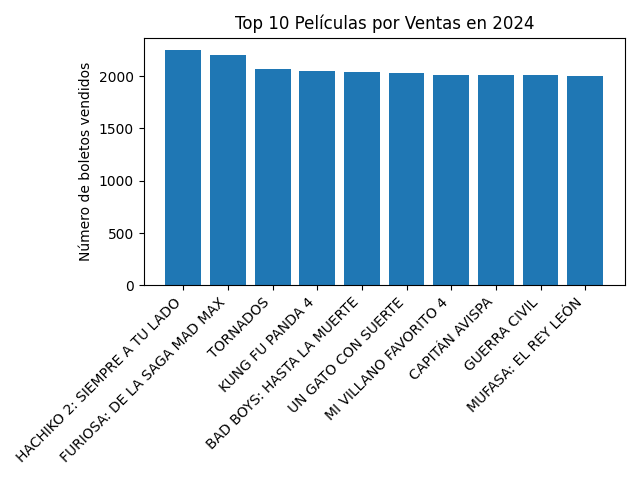 Top 10 Películas por Ventas en 2024
Número de boletos vendidos
2000
1500
1000
500
0
HACHIKO 2: SIEMPRE A TU LADO
FURIOSA: DE LA SAGA MAD MAX
TORNADOS
KUNG FU PANDA 4
BAD BOYS: HASTA LA MUERTE
UN GATO CON SUERTE
MI VILLANO FAVORITO 4
CAPITÁN AVISPA
GUERRA CIVIL
MUFASA: EL REY LEÓN